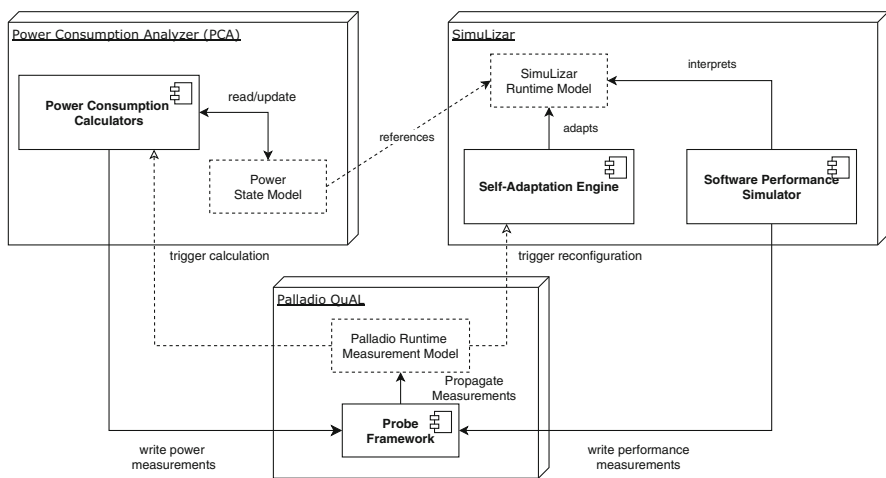 Power Consumption Analyzer (PCA)
SimuLizar
Power Consumption
Calculators
read/update
Power
State Model
references
SimuLizar
Runtime Model
interprets
adapts
Self-Adaptation Engine
Software Performance
Simulator
trigger calculation
trigger reconfiguration
Palladio QuAL
Palladio Runtime
Measurement Model
Propagate
Measurements
Probe
Framework
write power
measurements
write performance
measurements